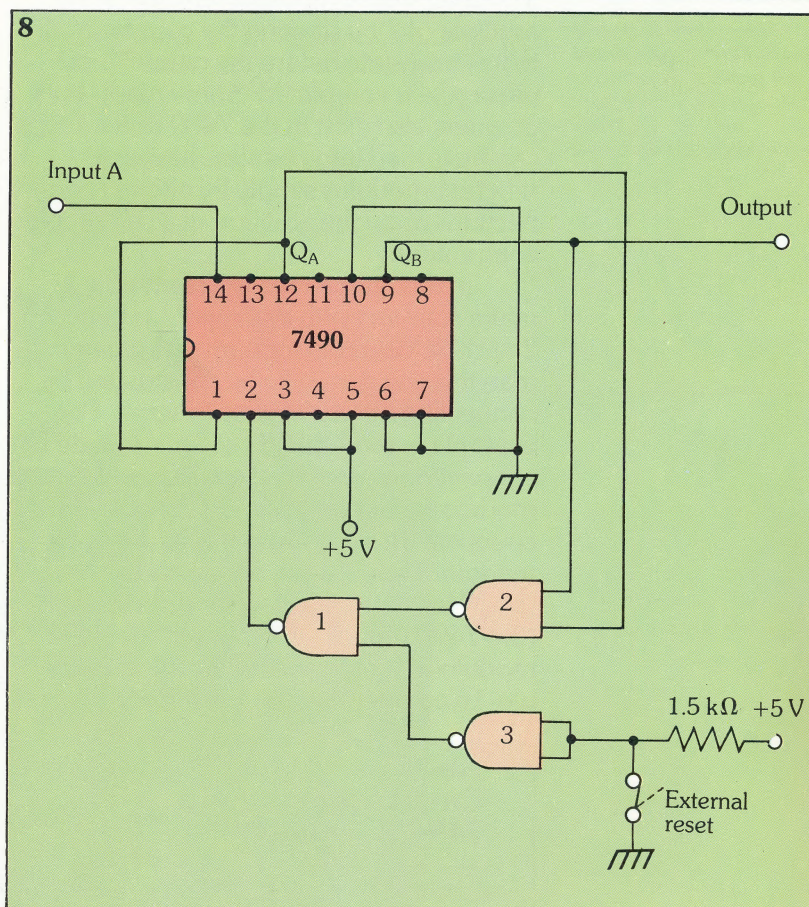 8
Input A
Output
QA
QB
14 13 12 11 10 9 8
7490
1 2 3 4 5 6 7
+5 V
1
2
3
1.5 kΩ +5 V
External
reset